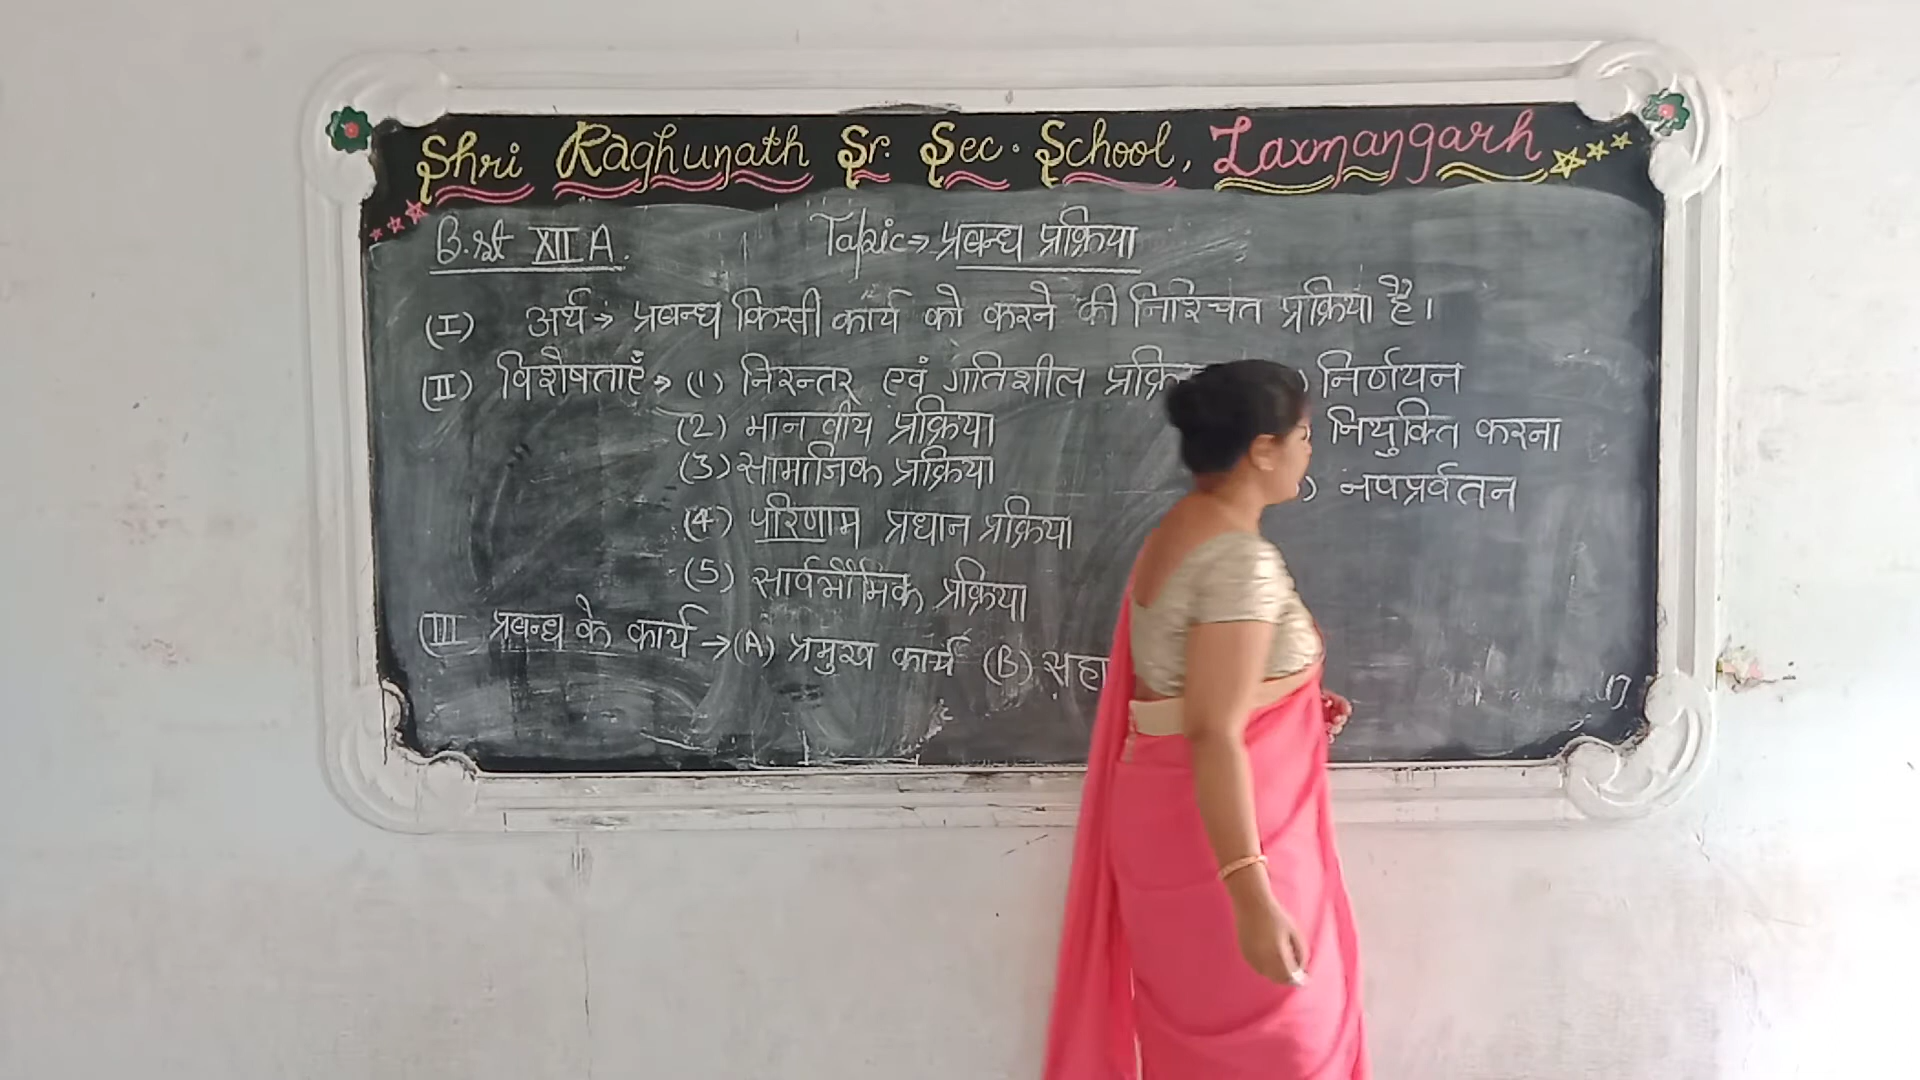 Shri Raghunath Sr. Sec. School, Laxmangarh
B.st XII A. Topic → प्रबन्ध प्रक्रिया
(I) अर्थ → प्रबन्ध किसी कार्य को करने की निश्चित प्रक्रिया है।
(II) विशेषताएँ → (1) निरन्तर एवं गतिशील प्रक्रि ) निर्णयन
(2) मानवीय प्रक्रिया ) नियुक्ति करना
(3) सामाजिक प्रक्रिया ) नवप्रर्वतन
(4) परिणाम प्रधान प्रक्रिया
(5) सार्वभौमिक प्रक्रिया
(III प्रबन्ध के कार्य → (A) प्रमुख कार्य (B) सहा